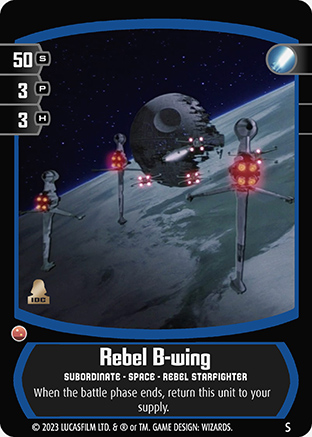 50 S
3 P
3 H
IDC
Rebel B-wing
SUBORDINATE - SPACE - REBEL STARFIGHTER
When the battle phase ends, return this unit to your
supply.
© 2023 LUCASFILM LTD. & ® or TM. GAME DESIGN: WIZARDS.
S